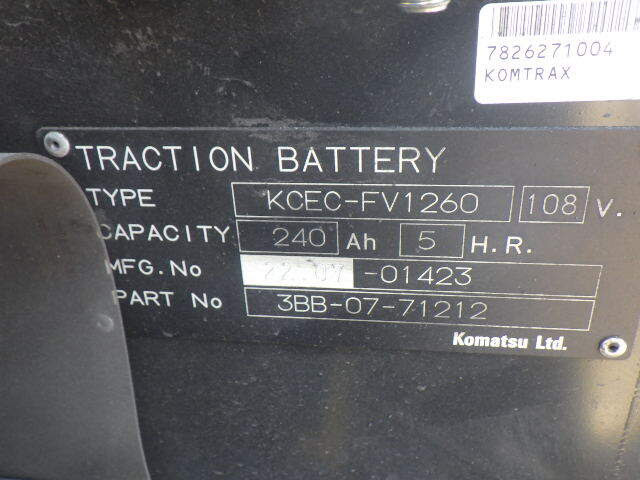 7826271004
KOMTRAX
TRACTION BATTERY
TYPE KCEC-FV1260 108 V.
CAPACITY 240 Ah 5 H.R.
MFG.No -01423
PART No 3BB-07-71212
Komatsu Ltd.